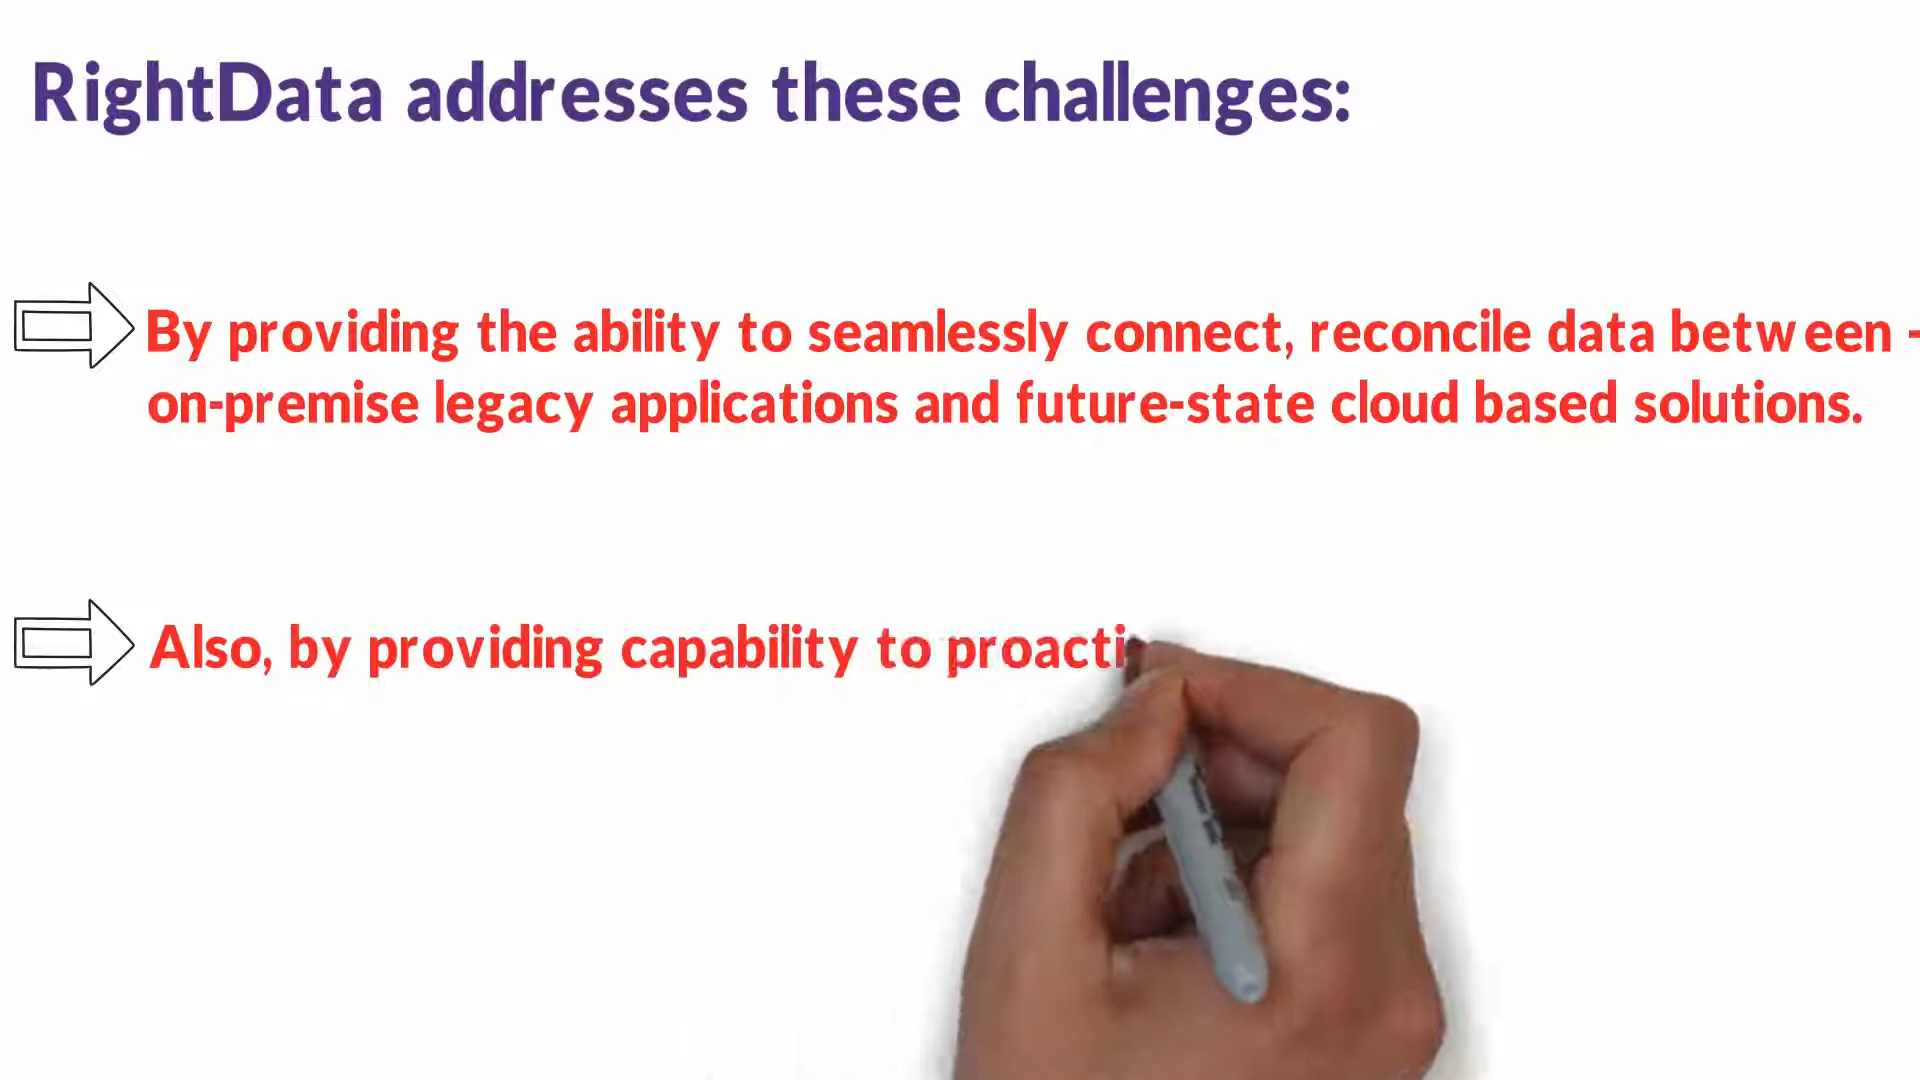 RightData addresses these challenges:
By providing the ability to seamlessly connect, reconcile data between -
on-premise legacy applications and future-state cloud based solutions.
Also, by providing capability to proacti